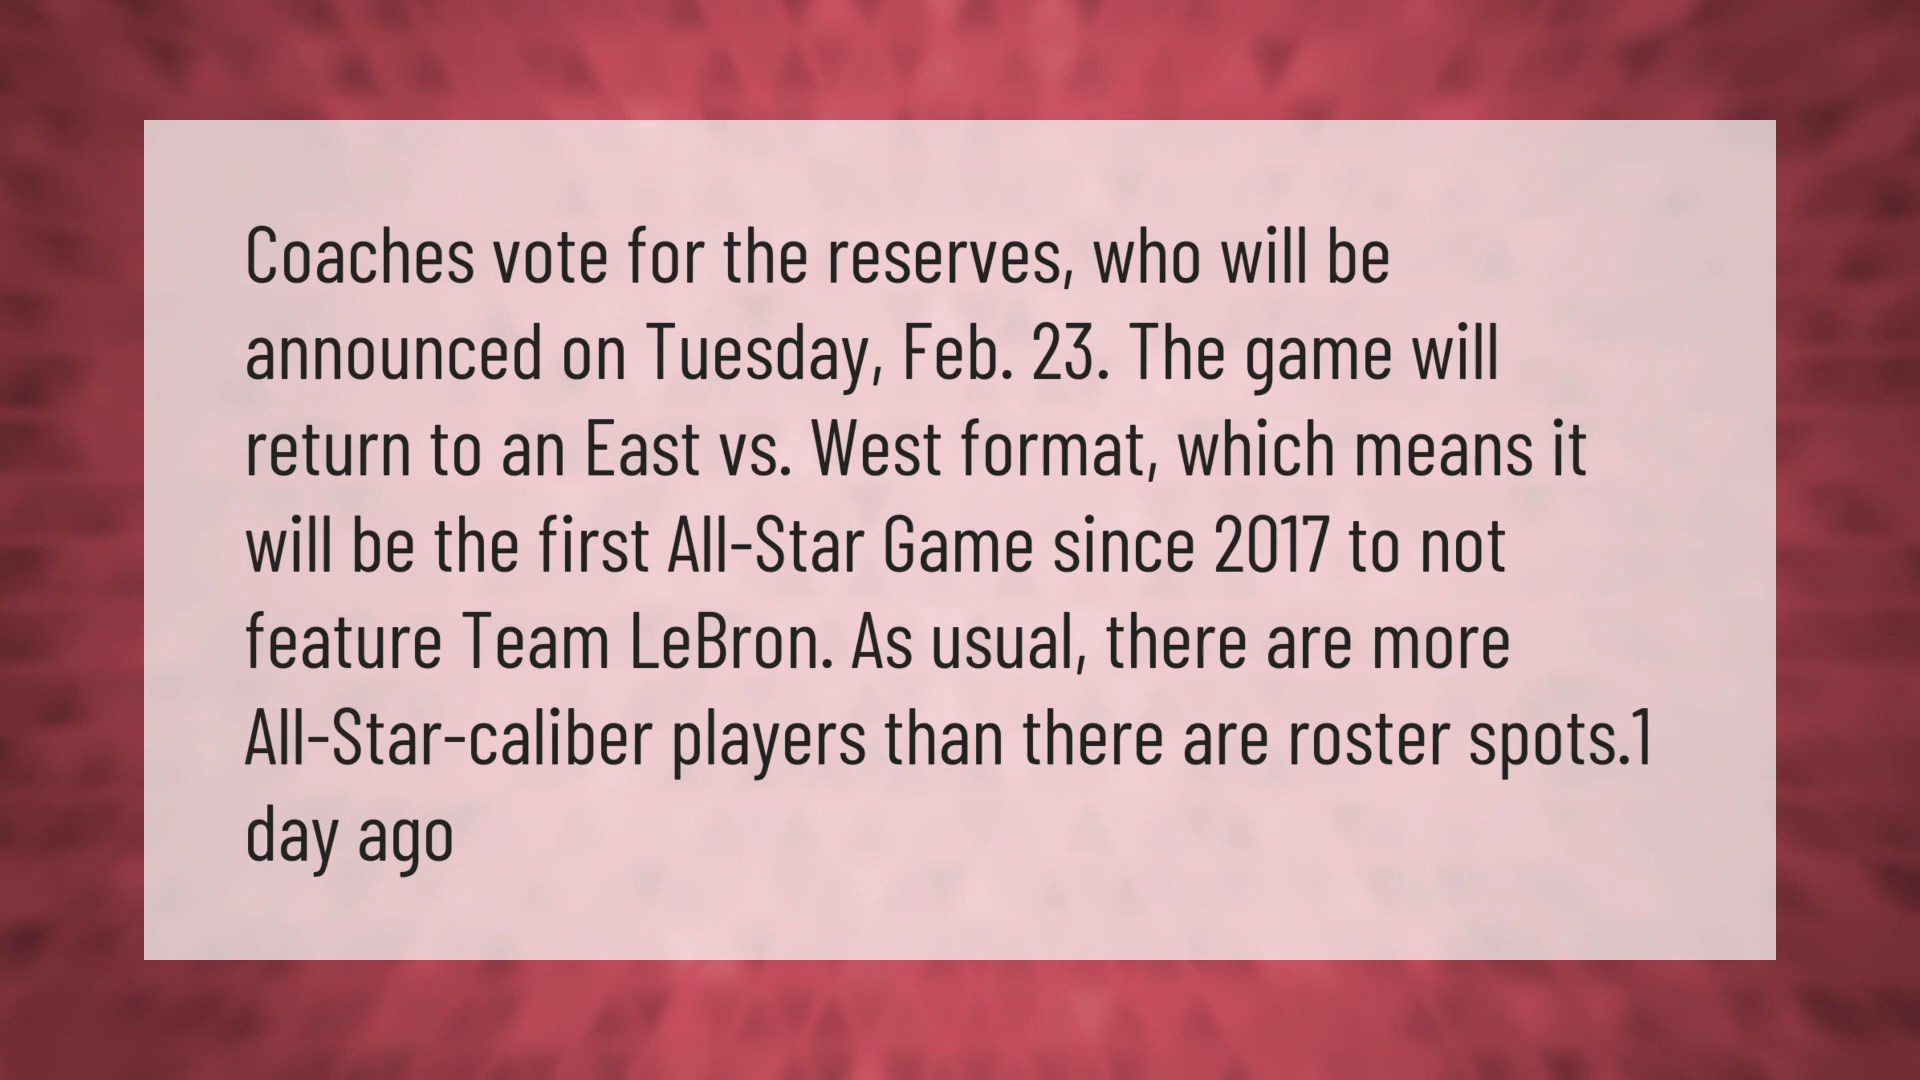 Coaches vote for the reserves, who will be
announced on Tuesday, Feb. 23. The game will
return to an East vs. West format, which means it
will be the first All-Star Game since 2017 to not
feature Team LeBron. As usual, there are more
All-Star-caliber players than there are roster spots.1
day ago